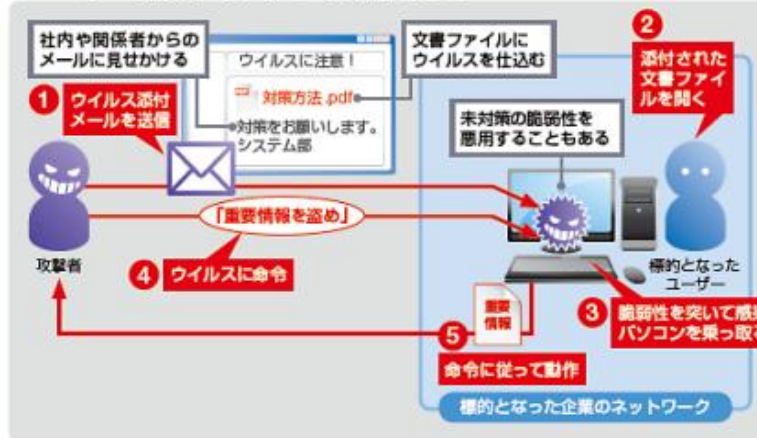 社内や関係者からの
メールに見せかける
ウイルスに注意！
対策方法.pdf
対策をお願いします。
システム部
文書ファイルに
ウイルスを仕込む
1 ウイルス添付
メールを送信
2
添付された
文書ファイ
ルを開く
未対策の脆弱性を
悪用することもある
「重要情報を盗め」
攻撃者
4 ウイルスに命令
標的となった
ユーザー
3 脆弱性を突いて感染
パソコンを乗っ取る
重要
情報
5
命令に従って動作
標的となった企業のネットワーク